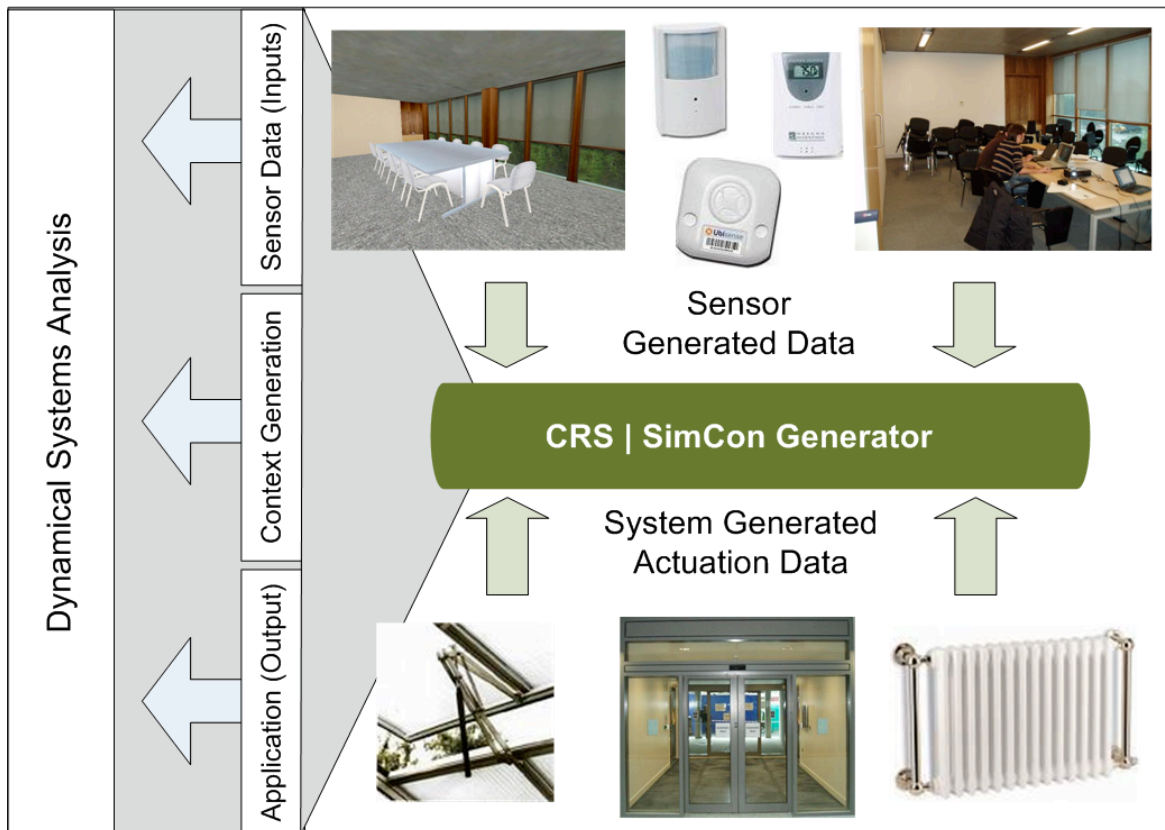 Dynamical Systems Analysis
Sensor Data (Inputs)
Context Generation
Application (Output)
Ubisense
Sensor
Generated Data
CRS | SimCon Generator
System Generated
Actuation Data